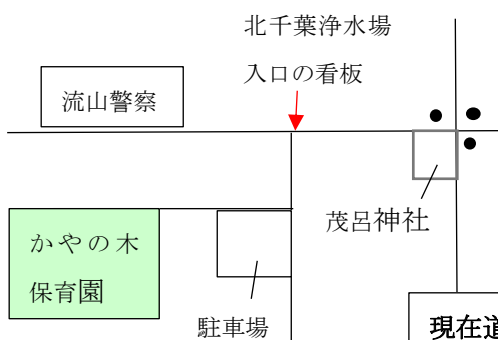 北千葉浄水場
入口の看板
流山警察
茂呂神社
かやの木
保育園
駐車場
現在道